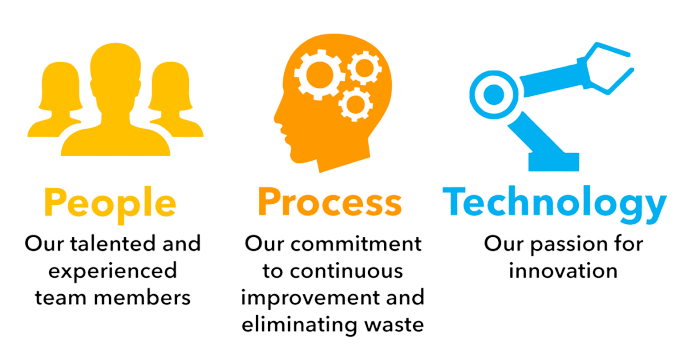 People
Our talented and
experienced
team members
Process
Our commitment
to continuous
improvement and
eliminating waste
Technology
Our passion for
innovation